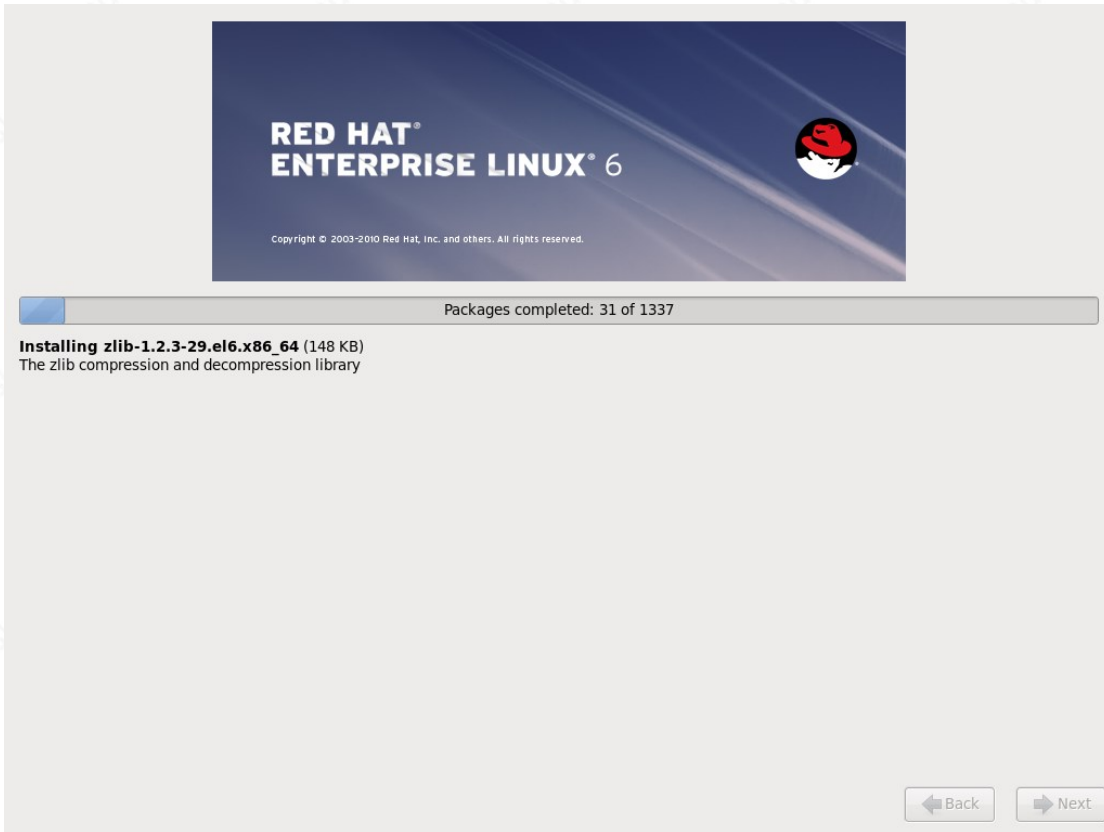 RED HAT®
ENTERPRISE LINUX® 6
Copyright © 2003-2010 Red Hat, Inc. and others. All rights reserved.
Packages completed: 31 of 1337
Installing zlib-1.2.3-29.el6.x86_64 (148 KB)
The zlib compression and decompression library
Back
Next